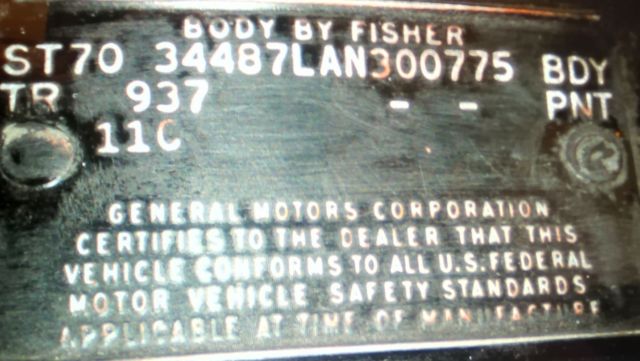 BODY BY FISHER
ST70 34487LAN300775 BDY
TR 937 - - PNT
11C
GENERAL MOTORS CORPORATION
CERTIFIES TO THE DEALER THAT THIS
VEHICLE CONFORMS TO ALL U.S. FEDERAL
MOTOR VEHICLE SAFETY STANDARDS
APPLICABLE AT TIME OF MANUFACTURE